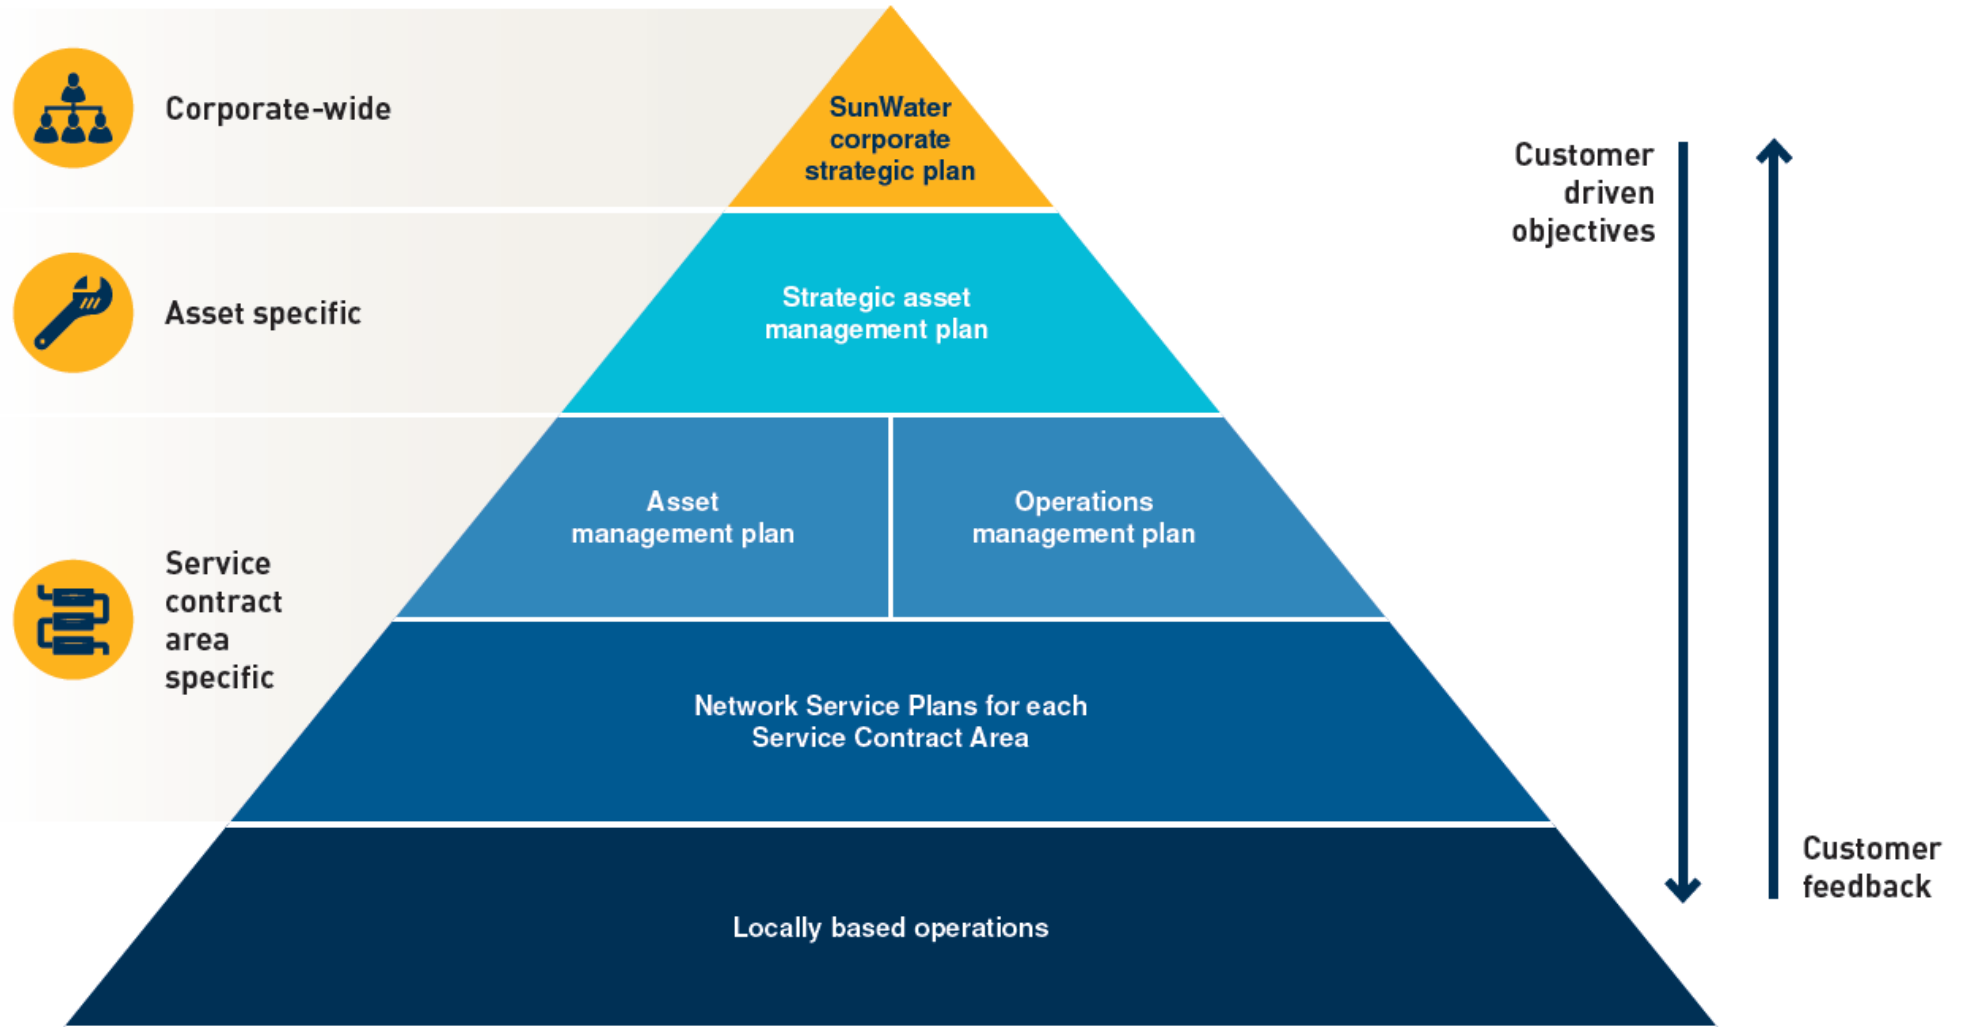 Corporate-wide
SunWater
corporate
strategic plan
Customer
driven
objectives
Asset specific
Strategic asset
management plan
Asset
management plan
Operations
management plan
Service
contract
area
specific
Network Service Plans for each
Service Contract Area
Customer
feedback
Locally based operations